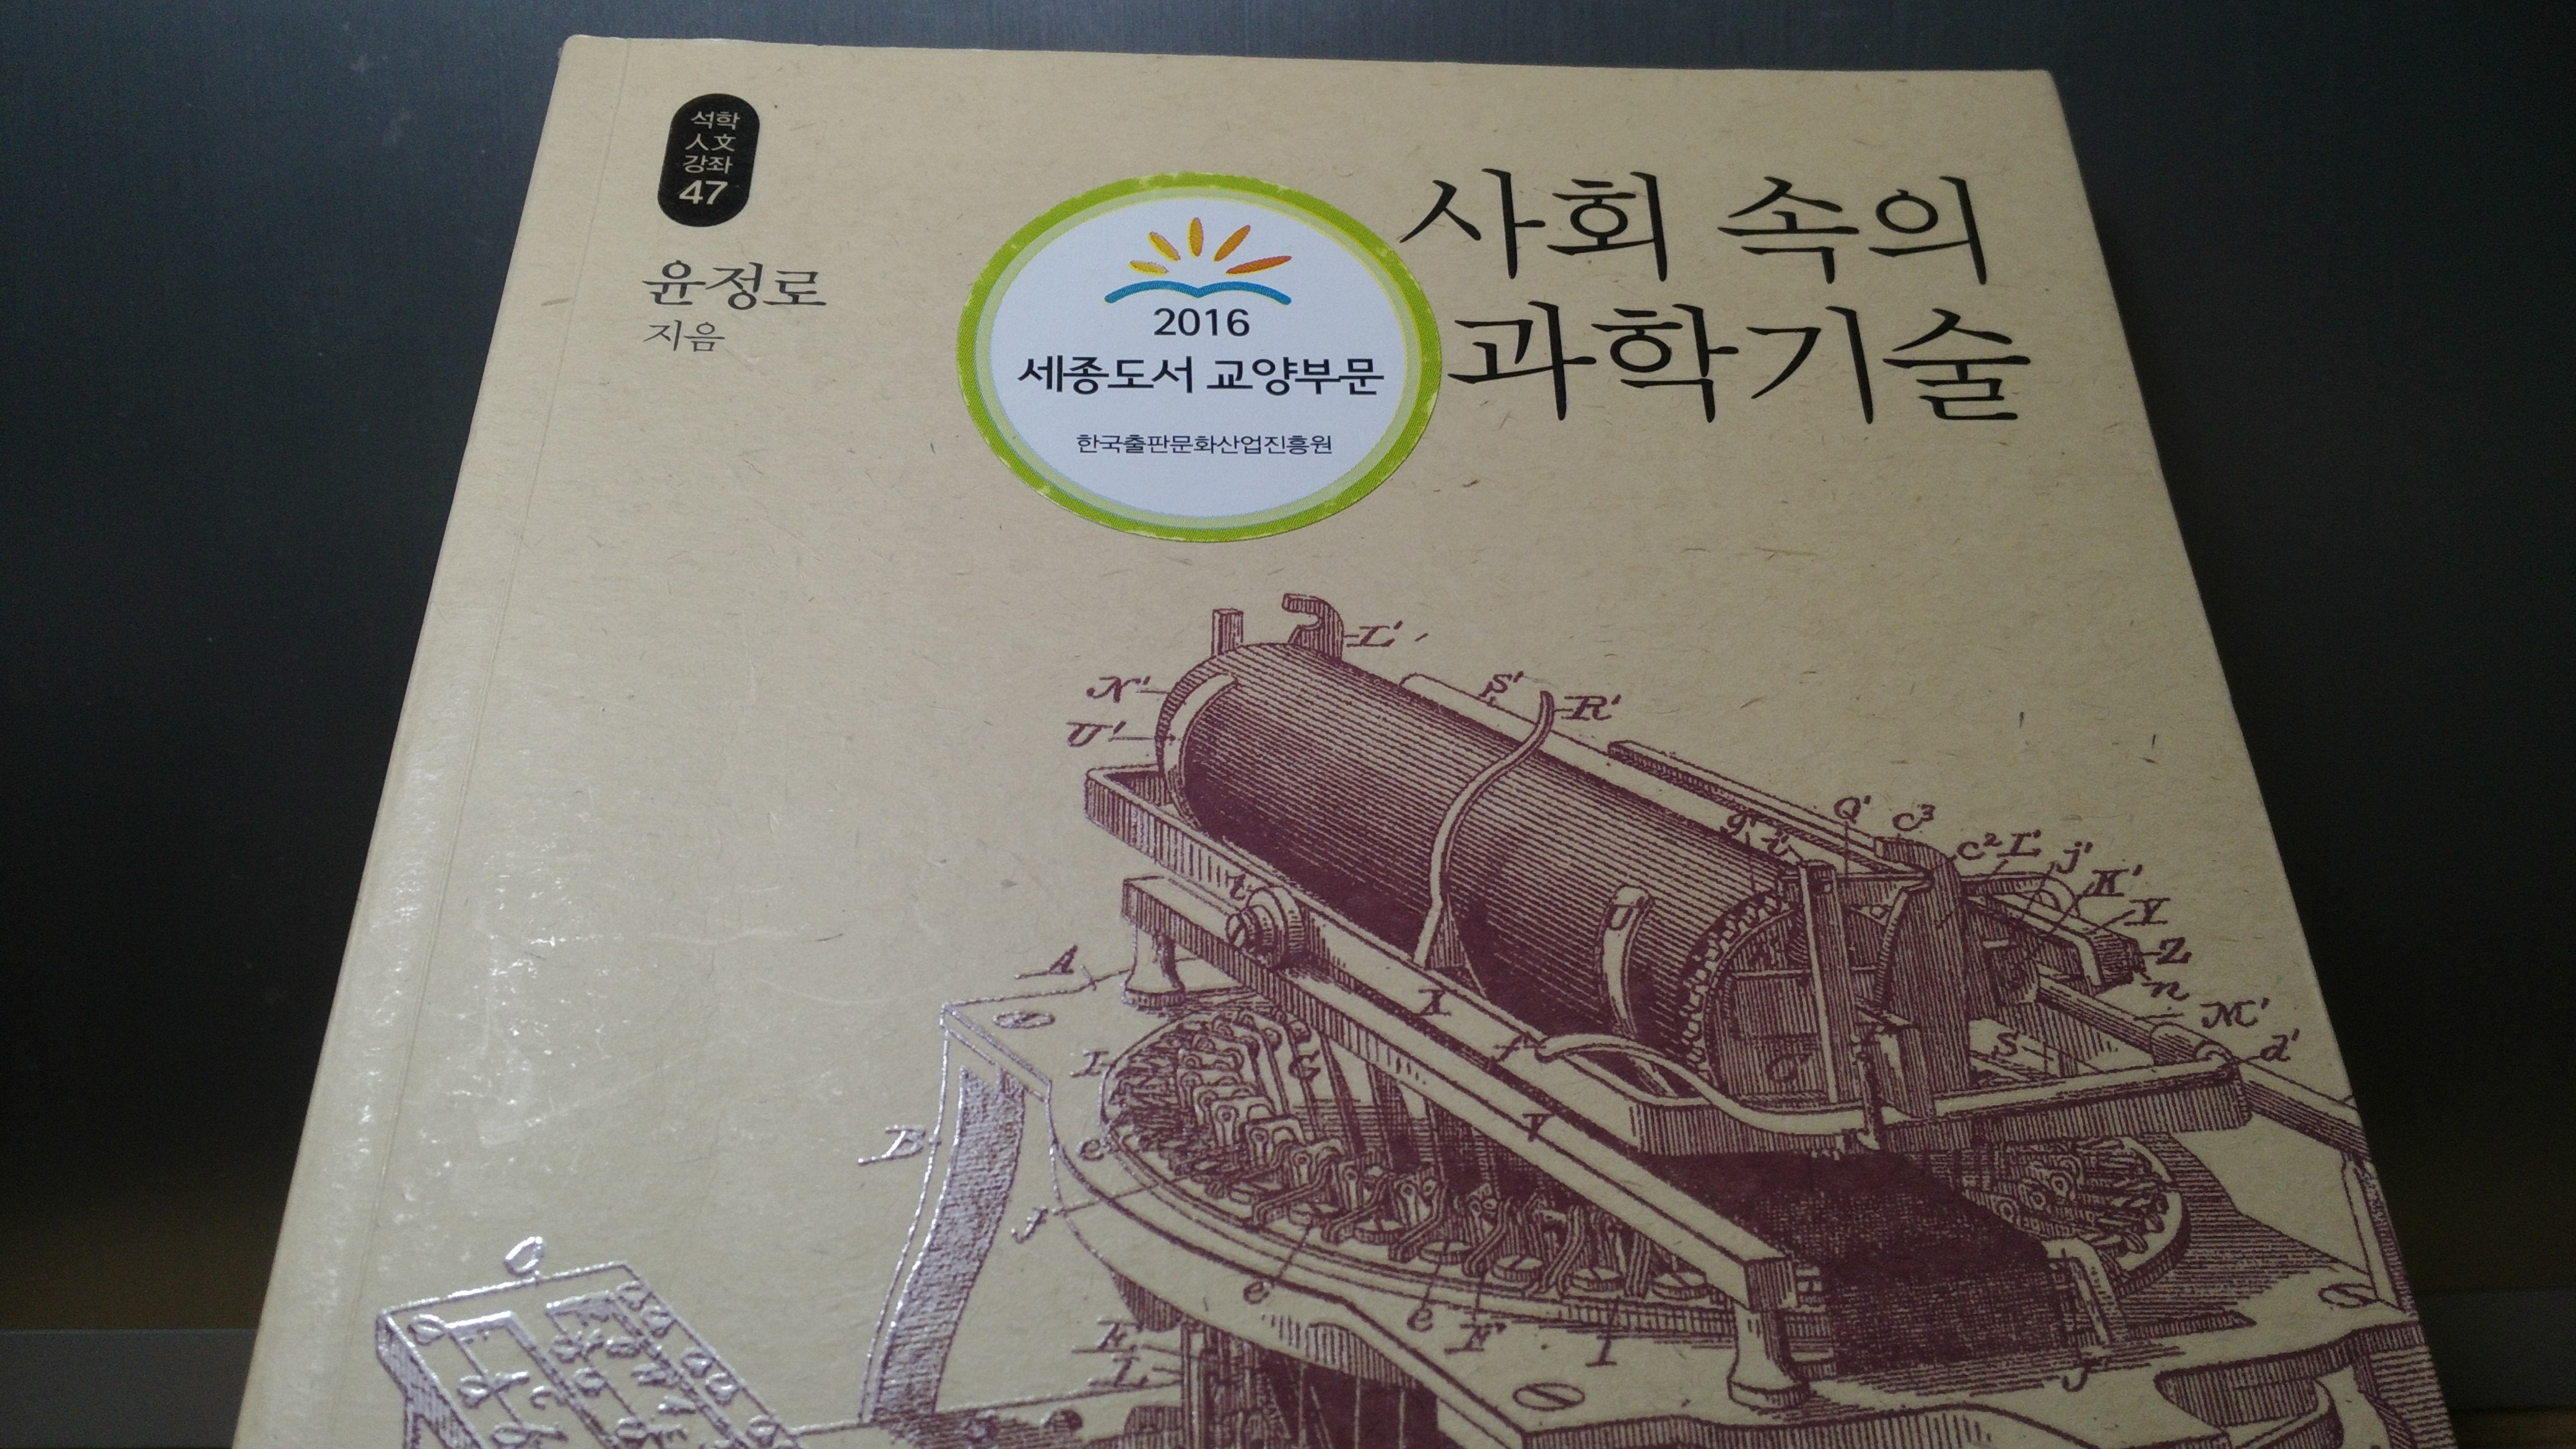 석학
人文
강좌
47
윤정로
지음
2016
세종도서 교양부문
한국출판문화산업진흥원
사회 속의
과학기술
L'
N'
S'
R'
U'
Q'
c³
g'
i'
c² L'
j'
K'
t
Y
Z
A
n
X
M'
f
S
d'
I
C
V
B
e
r
e
e
F
I